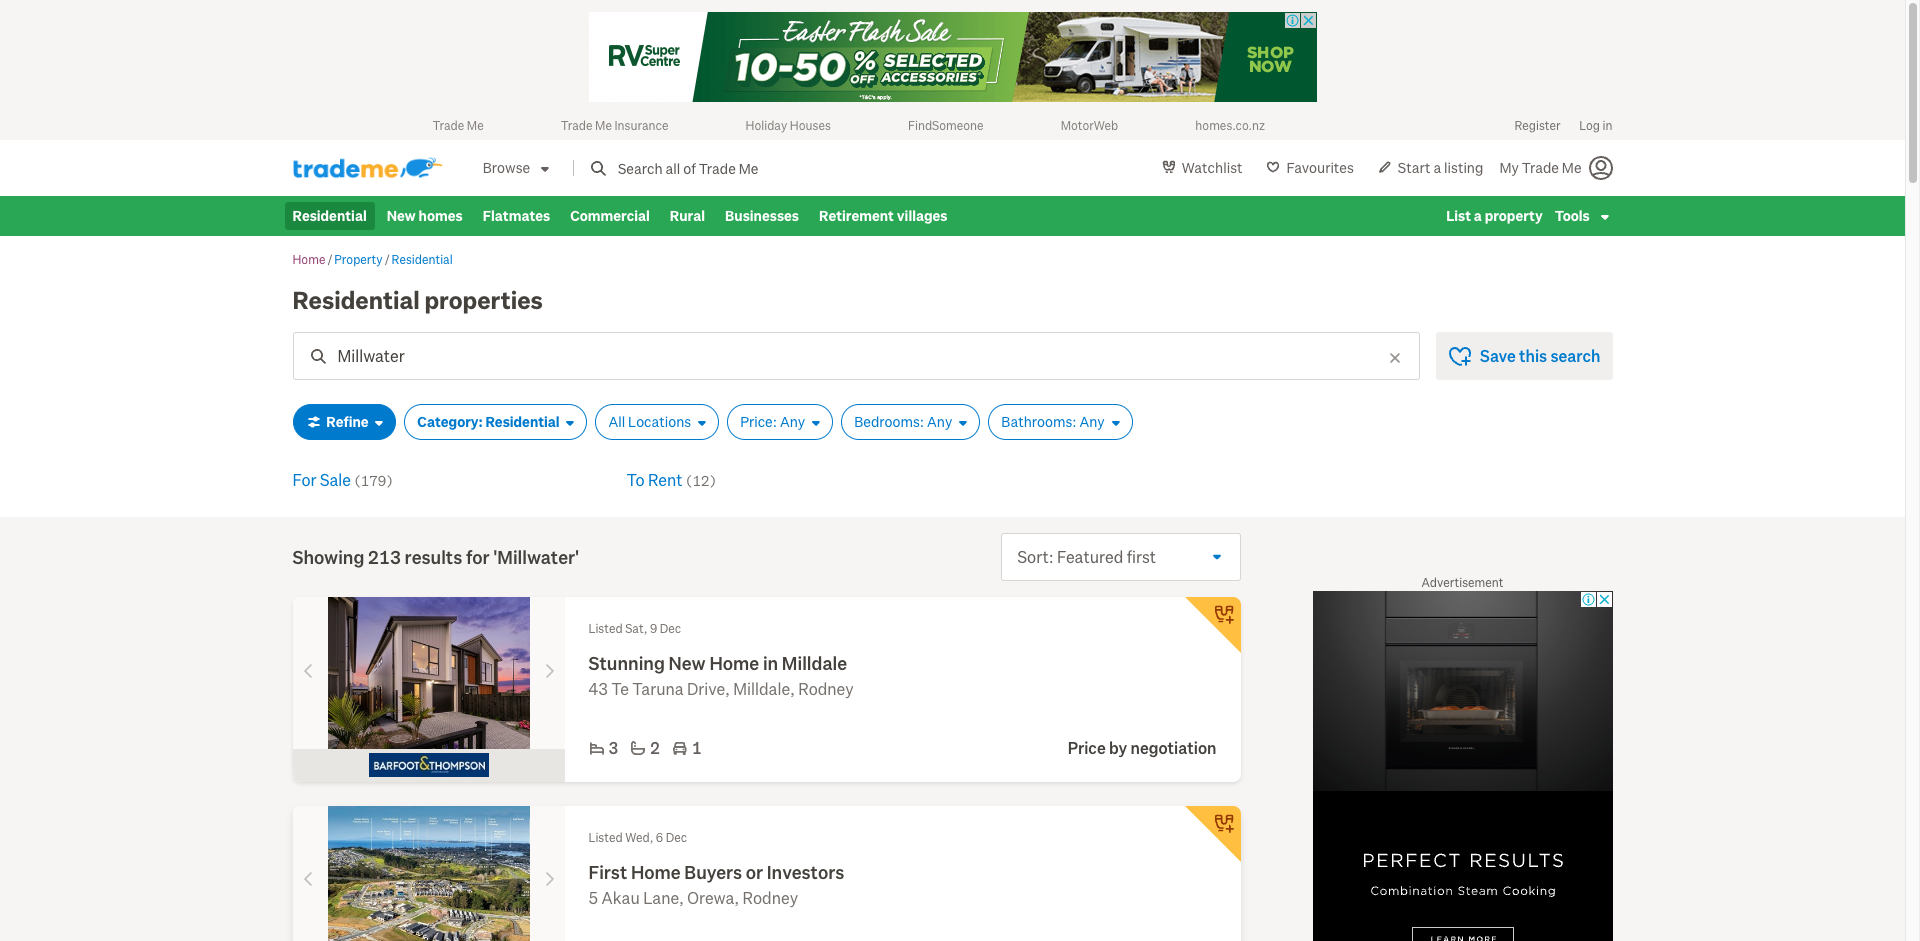 Easter Flash Sale
RV Super Centre
10-50% OFF SELECTED ACCESSORIES*
*T&C's apply.
SHOP NOW
Trade Me
Trade Me Insurance
Holiday Houses
FindSomeone
MotorWeb
homes.co.nz
Register
Log in
trademe
Browse
Search all of Trade Me
Watchlist
Favourites
Start a listing
My Trade Me
Residential
New homes
Flatmates
Commercial
Rural
Businesses
Retirement villages
List a property
Tools
Home / Property / Residential
Residential properties
Millwater
Save this search
Refine
Category: Residential
All Locations
Price: Any
Bedrooms: Any
Bathrooms: Any
For Sale (179)
To Rent (12)
Showing 213 results for 'Millwater'
Sort: Featured first
Advertisement
Listed Sat, 9 Dec
Stunning New Home in Milldale
43 Te Taruna Drive, Milldale, Rodney
3 2 1
Price by negotiation
BARFOOT&THOMPSON
Listed Wed, 6 Dec
First Home Buyers or Investors
5 Akau Lane, Orewa, Rodney
PERFECT RESULTS
Combination Steam Cooking
LEARN MORE